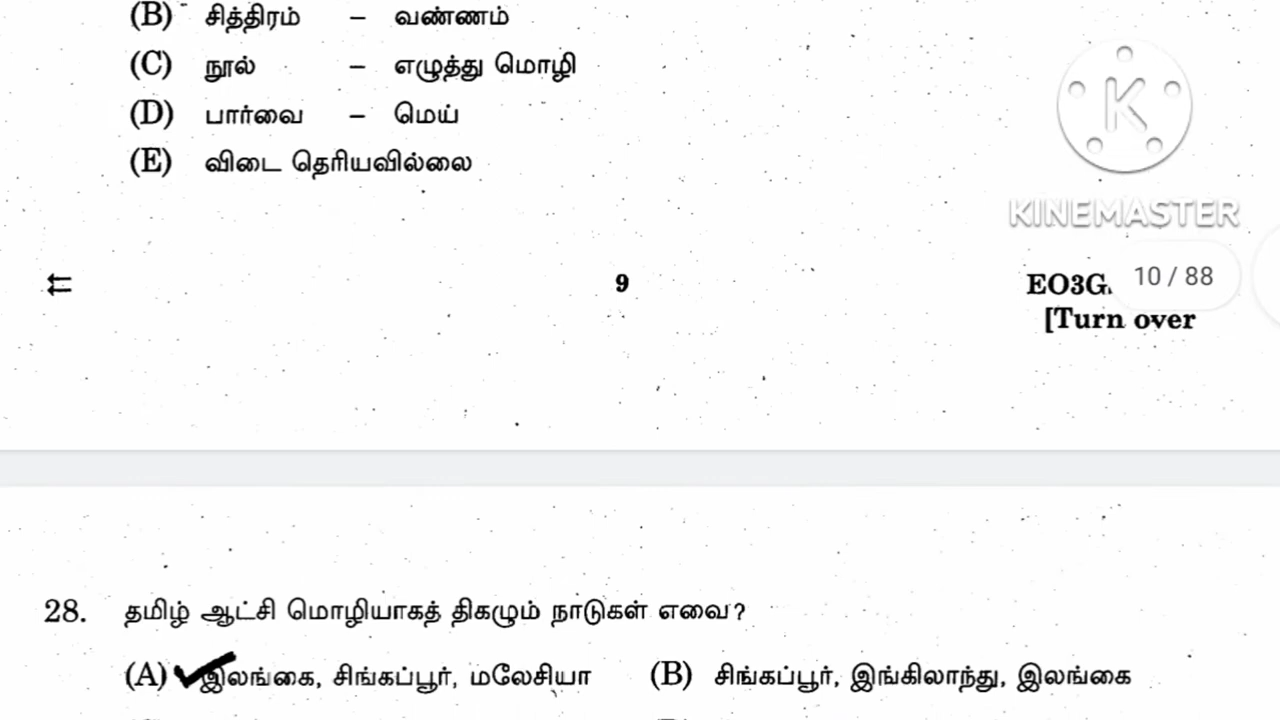 (B) சித்திரம் – வண்ணம்
(C) நூல் – எழுத்து மொழி
(D) பார்வை – மெய்
(E) விடை தெரியவில்லை
KINEMASTER
⇇ 9 EO3G 10 / 88
[Turn over
28. தமிழ் ஆட்சி மொழியாகத் திகழும் நாடுகள் எவை?
(A) இலங்கை, சிங்கப்பூர், மலேசியா (B) சிங்கப்பூர், இங்கிலாந்து, இலங்கை